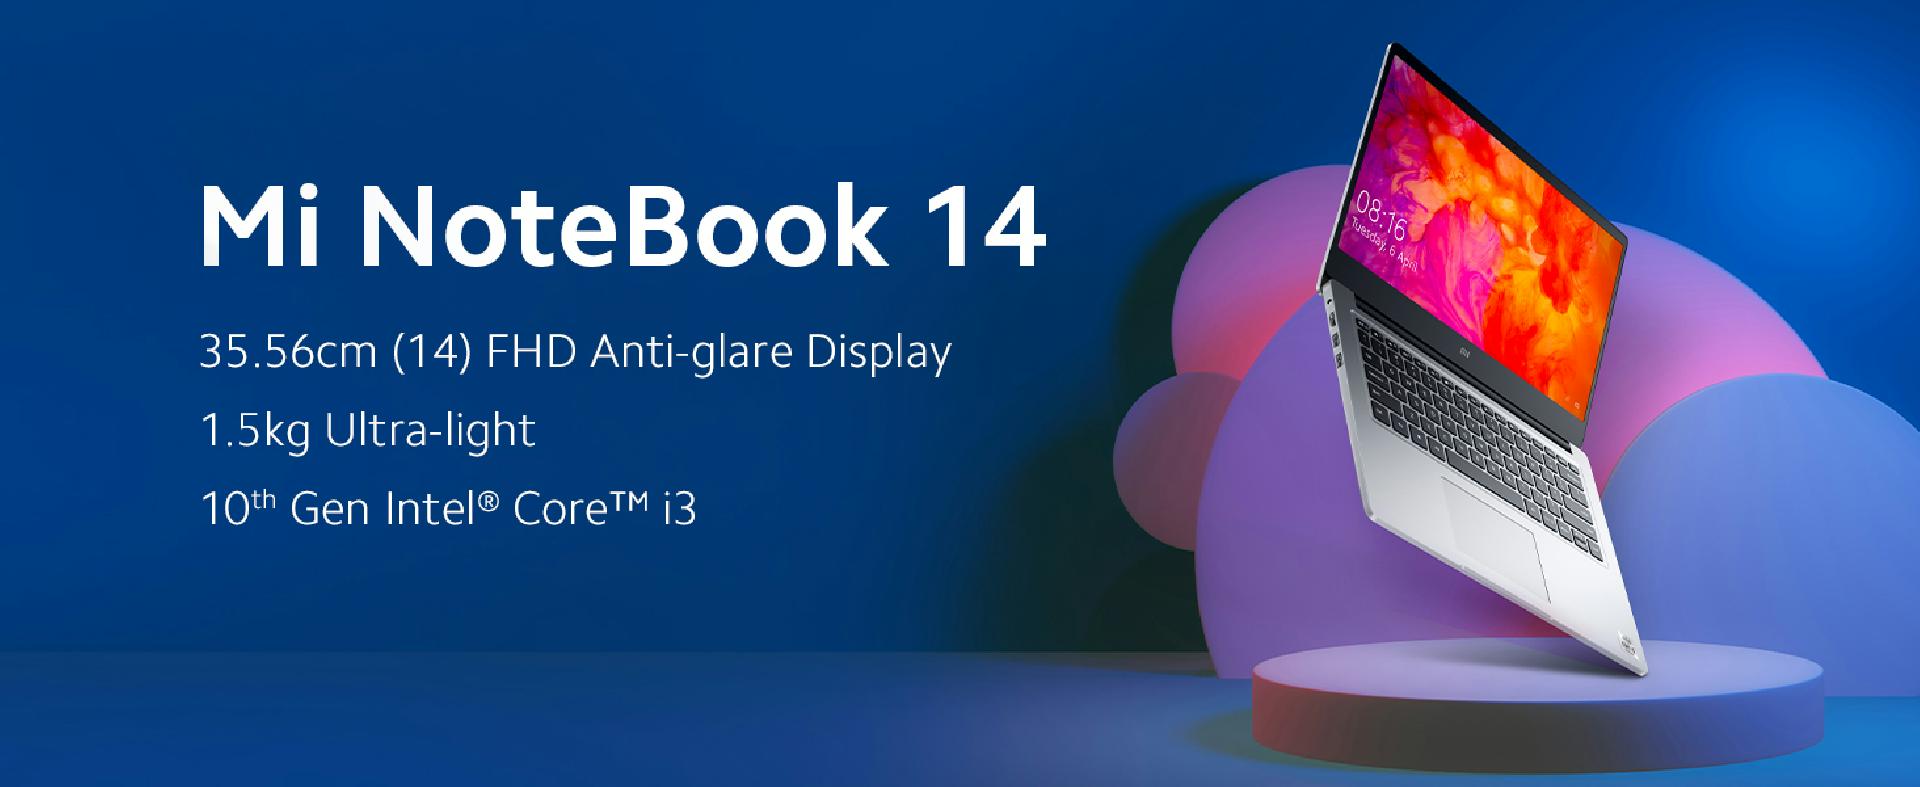 Mi NoteBook 14
35.56cm (14) FHD Anti-glare Display
1.5kg Ultra-light
10th Gen Intel® Core™ i3
08:16
Tuesday, 6 April
mi